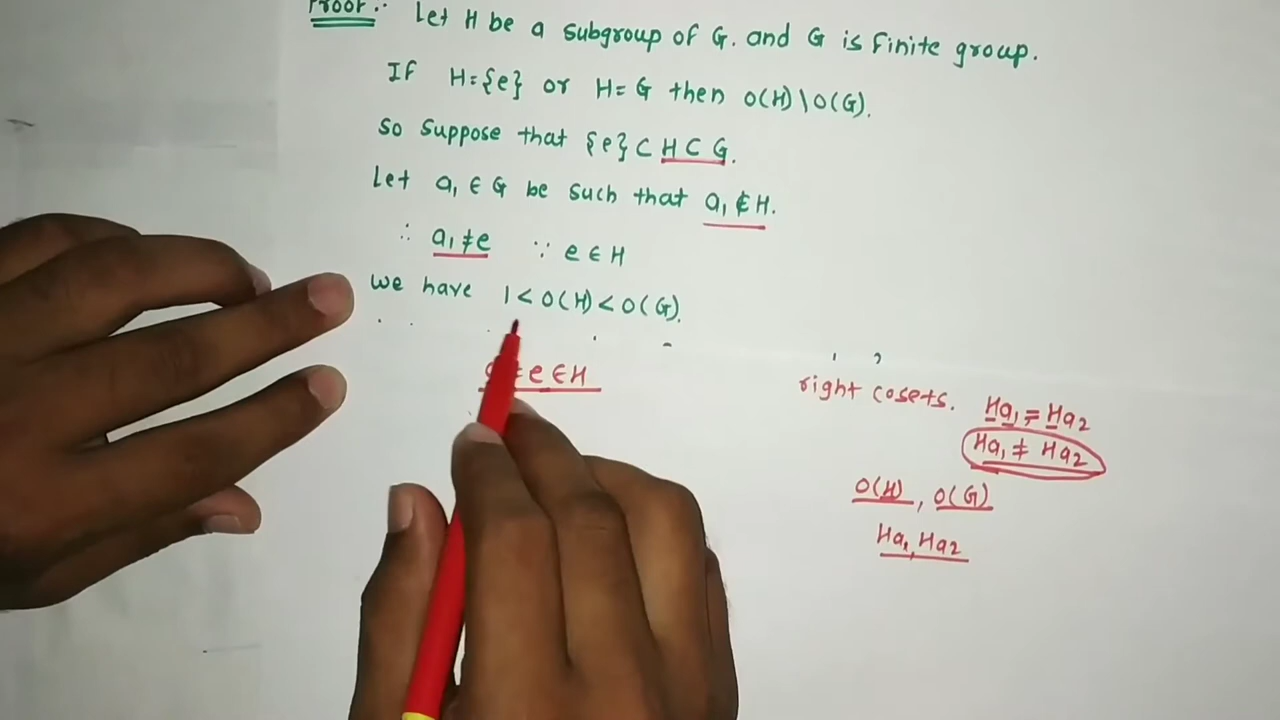 Proof:- Let H be a subgroup of G. and G is finite group.
If H={e} or H=G then O(H)\O(G).
So suppose that {e}⊂H⊂G.
Let a₁∈G be such that a₁∉H.
∴ a₁≠e ∵ e∈H
we have 1<O(H)<O(G).
e∈H
right cosets. Ha₁ = Ha₂
Ha₁ ≠ Ha₂
O(H), O(G)
Ha₁, Ha₂